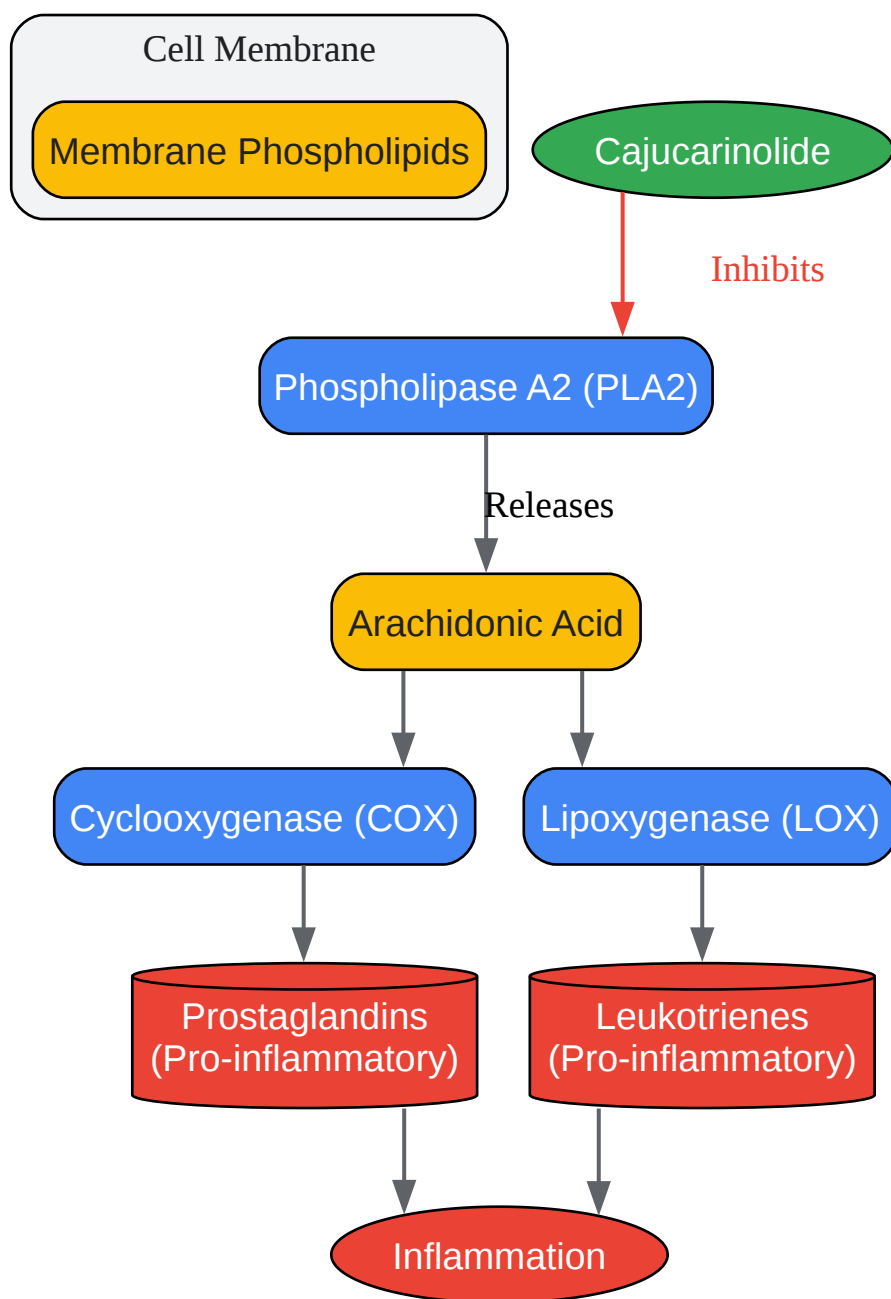 Cell Membrane
Membrane Phospholipids
Cajucarinolide
Inhibits
Phospholipase A2 (PLA2)
Releases
Arachidonic Acid
Cyclooxygenase (COX)
Lipoxygenase (LOX)
Prostaglandins
(Pro-inflammatory)
Leukotrienes
(Pro-inflammatory)
Inflammation